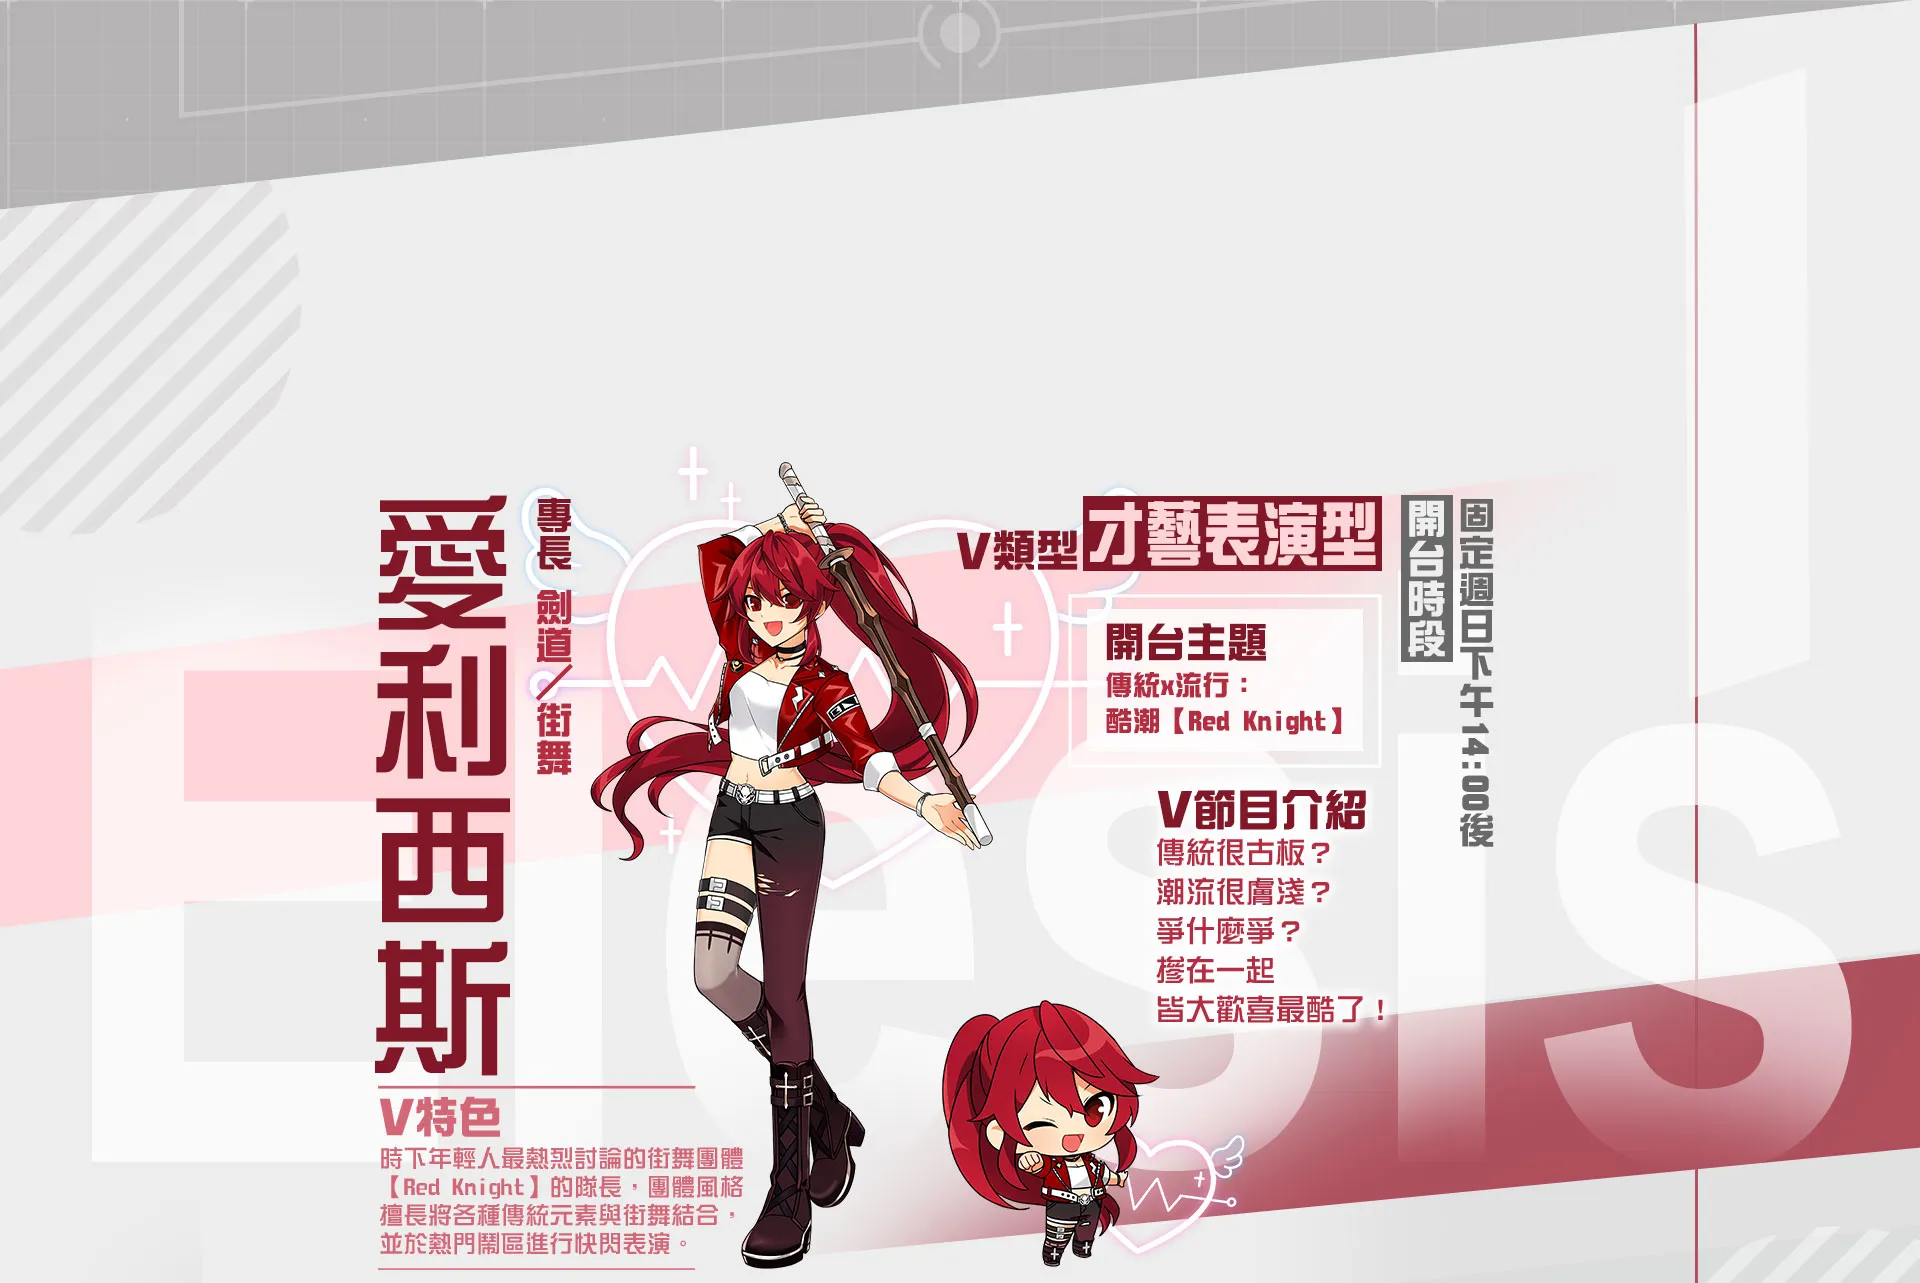 愛利西斯
專長 劍道/街舞
V類型 才藝表演型
開台主題
傳統x流行：
酷潮【Red Knight】
開台時段
固定週日下午14:00後
V節目介紹
傳統很古板？
潮流很膚淺？
爭什麼爭？
摻在一起
皆大歡喜最酷了！
V特色
時下年輕人最熱烈討論的街舞團體
【Red Knight】的隊長，團體風格
擅長將各種傳統元素與街舞結合，
並於熱門鬧區進行快閃表演。
Elesis